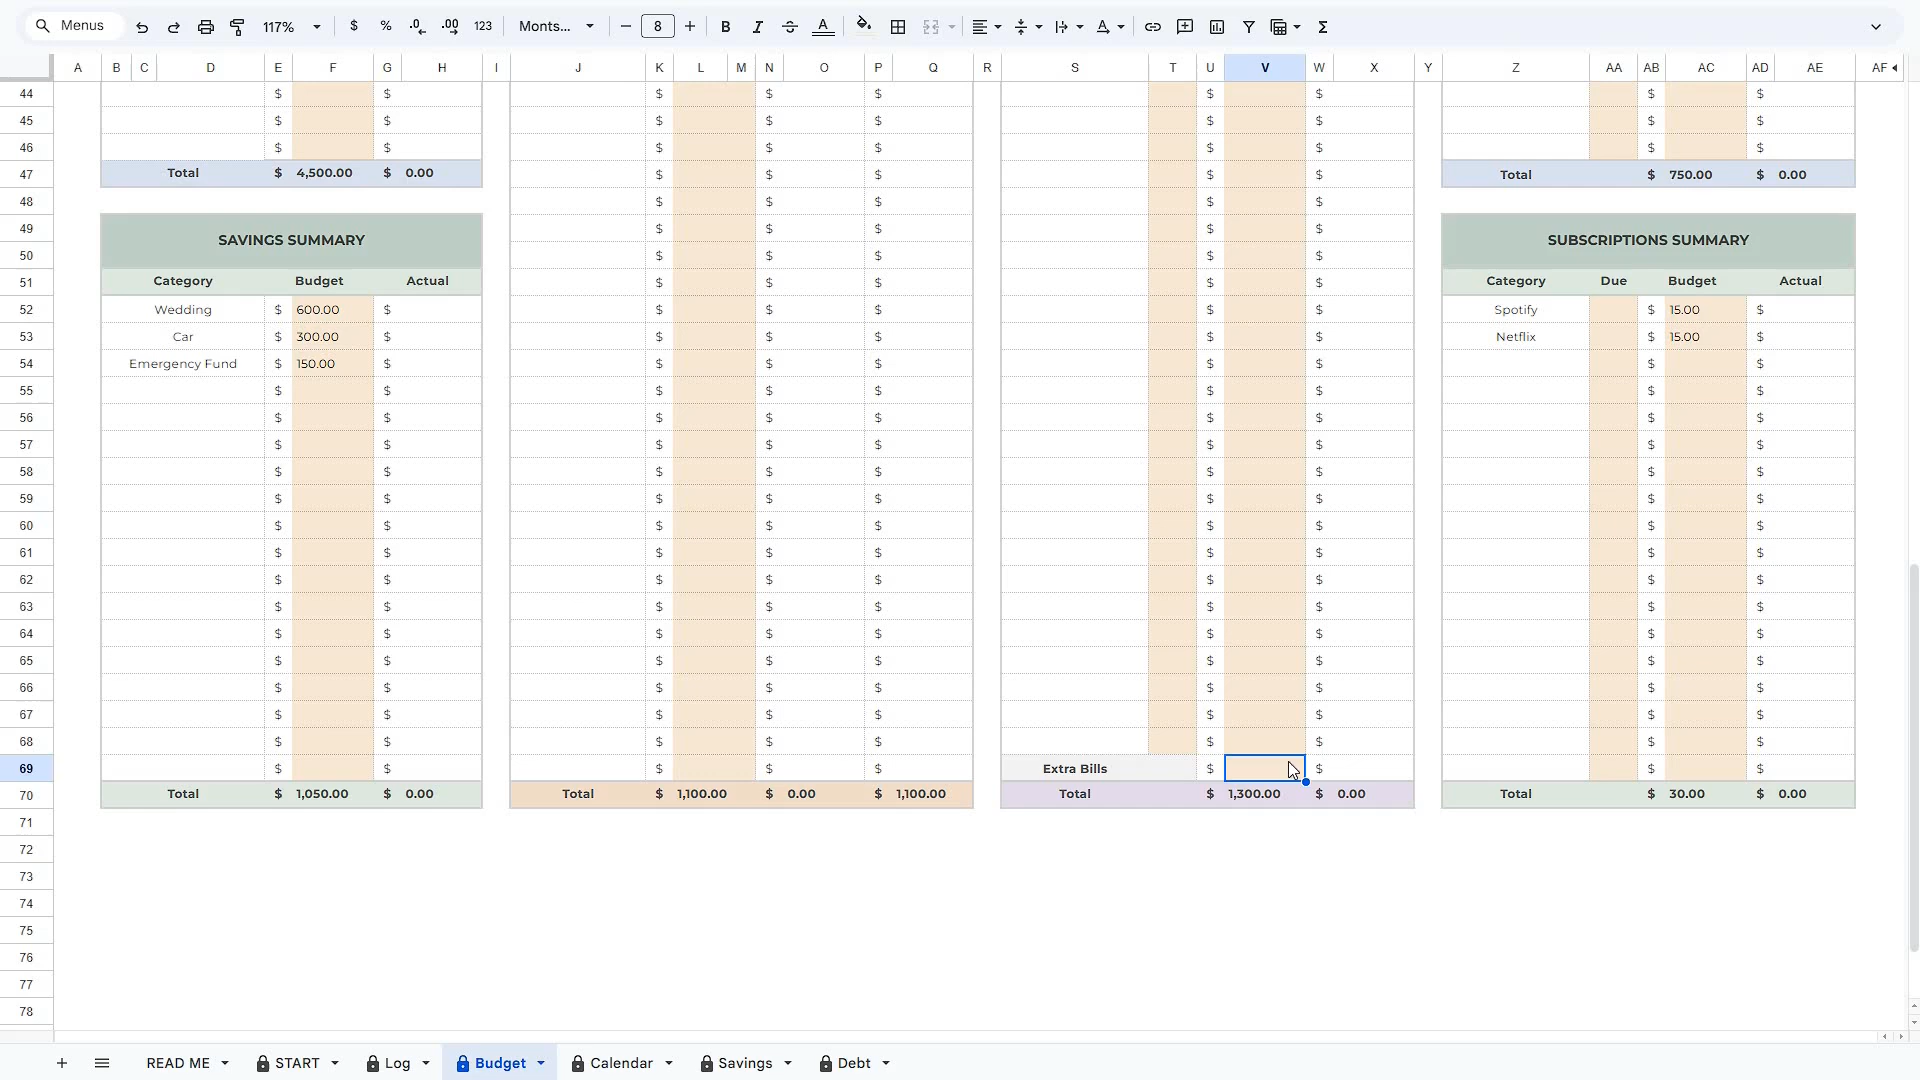 Menus 117% $ % .0 .00 123 Monts... 8 B I A A Σ
A B C D E F G H I J K L M N O P Q R S T U V W X Y Z AA AB AC AD AE AF
44 $ $ $ $ $ $ $ $ $
45 $ $ $ $ $ $ $ $ $
46 $ $ $ $ $ $ $ $ $
47 Total $ 4,500.00 $ 0.00 $ $ $ $ $ Total $ 750.00 $ 0.00
48 $ $ $ $ $
49 SAVINGS SUMMARY $ $ $ $ $ SUBSCRIPTIONS SUMMARY
50 $ $ $ $ $
51 Category Budget Actual $ $ $ $ $ Category Due Budget Actual
52 Wedding $ 600.00 $ $ $ $ $ $ Spotify $ 15.00 $
53 Car $ 300.00 $ $ $ $ $ $ Netflix $ 15.00 $
54 Emergency Fund $ 150.00 $ $ $ $ $ $ $ $
55 $ $ $ $ $ $ $ $ $
56 $ $ $ $ $ $ $ $ $
57 $ $ $ $ $ $ $ $ $
58 $ $ $ $ $ $ $ $ $
59 $ $ $ $ $ $ $ $ $
60 $ $ $ $ $ $ $ $ $
61 $ $ $ $ $ $ $ $ $
62 $ $ $ $ $ $ $ $ $
63 $ $ $ $ $ $ $ $ $
64 $ $ $ $ $ $ $ $ $
65 $ $ $ $ $ $ $ $ $
66 $ $ $ $ $ $ $ $ $
67 $ $ $ $ $ $ $ $ $
68 $ $ $ $ $ $ $ $ $
69 $ $ $ $ $ Extra Bills $ $ $ $
70 Total $ 1,050.00 $ 0.00 Total $ 1,100.00 $ 0.00 $ 1,100.00 Total $ 1,300.00 $ 0.00 Total $ 30.00 $ 0.00
71
72
73
74
75
76
77
78
READ ME START Log Budget Calendar Savings Debt